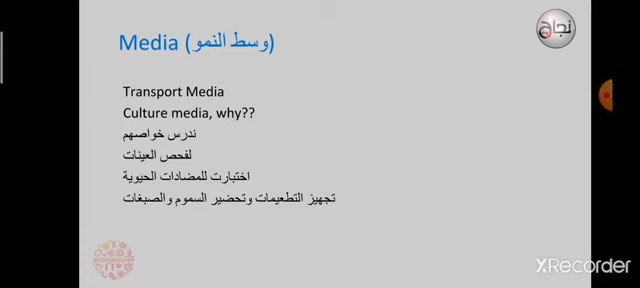 Media (وسط النمو)
نجاح
Transport Media
Culture media, why??
ندرس خواصهم
لفحص العينات
اختبارت للمضادات الحيوية
تجهيز التطعيمات وتحضير السموم والصبغات
XRecorder